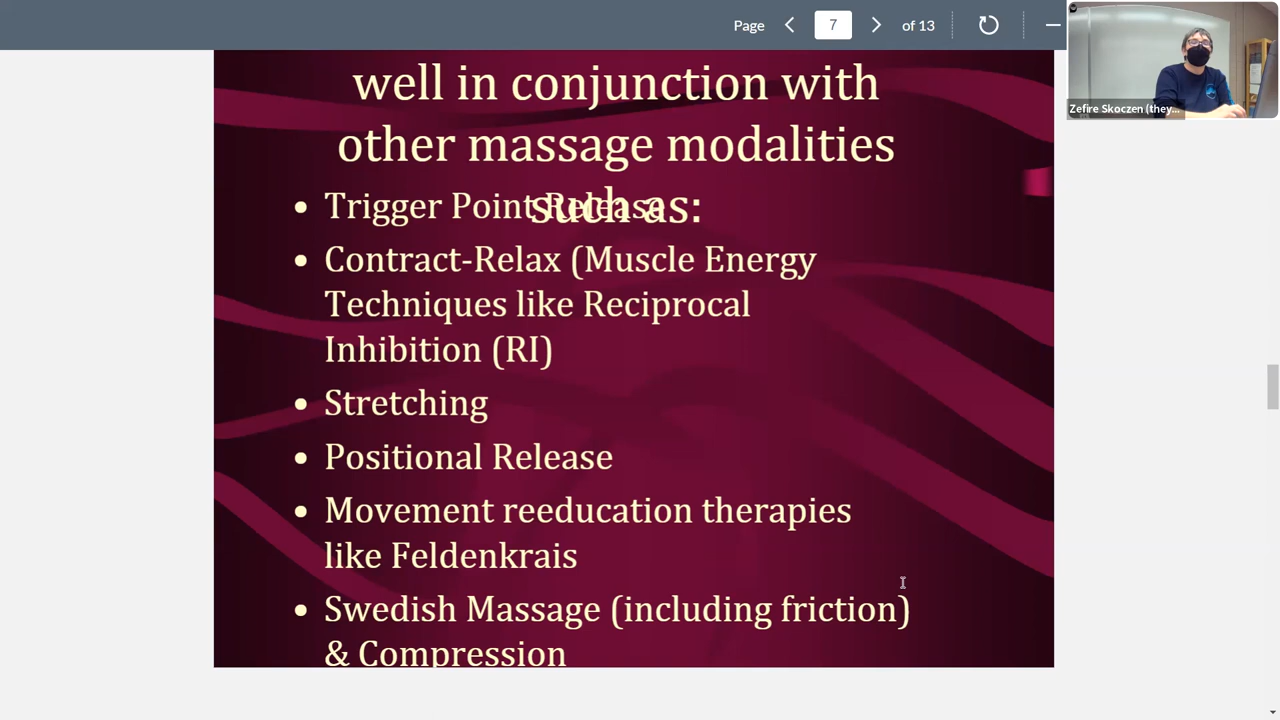 Page 7 of 13
Zefire Skoczen (they...
well in conjunction with
other massage modalities
such as:
• Trigger Point Release
• Contract-Relax (Muscle Energy
Techniques like Reciprocal
Inhibition (RI)
• Stretching
• Positional Release
• Movement reeducation therapies
like Feldenkrais
• Swedish Massage (including friction)
& Compression